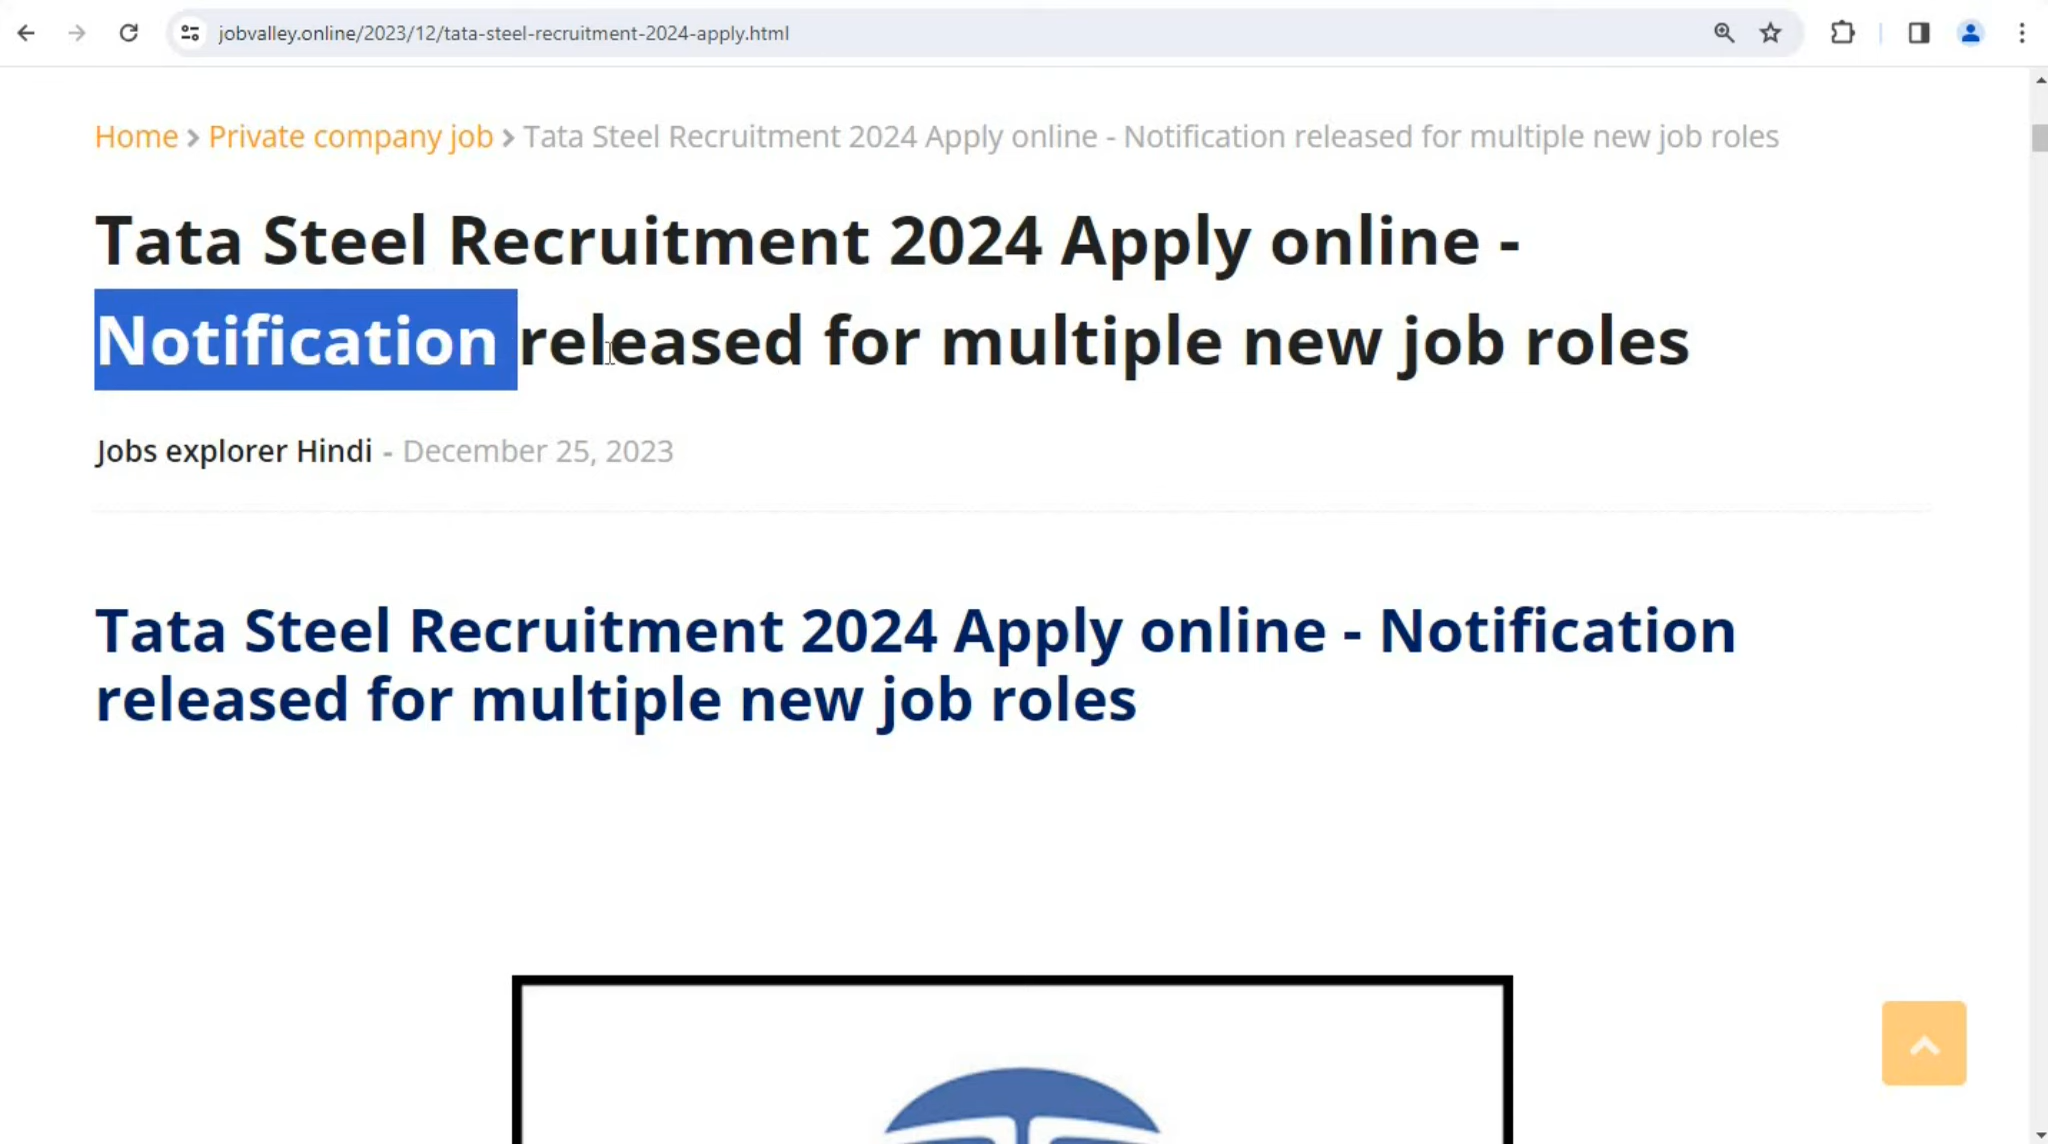 jobvalley.online/2023/12/tata-steel-recruitment-2024-apply.html
Home > Private company job > Tata Steel Recruitment 2024 Apply online - Notification released for multiple new job roles
Tata Steel Recruitment 2024 Apply online -
Notification released for multiple new job roles
Jobs explorer Hindi - December 25, 2023
Tata Steel Recruitment 2024 Apply online - Notification
released for multiple new job roles